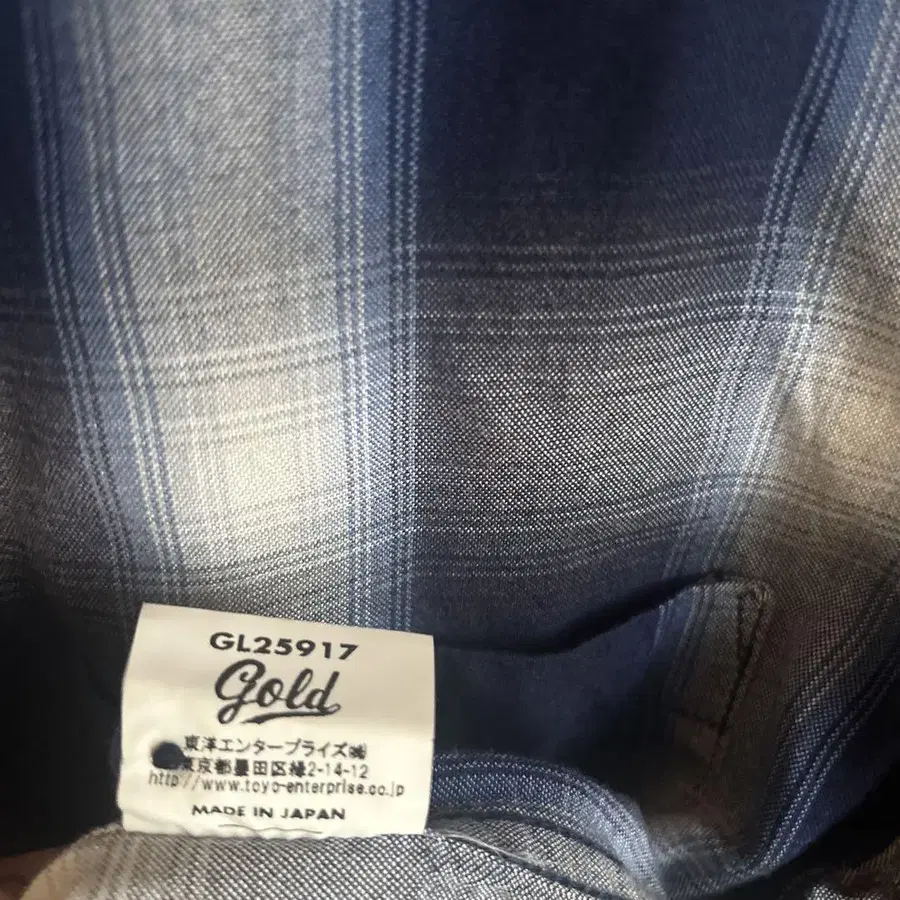 GL25917
gold
東洋エンタープライズ㈱
東京都墨田区緑2-14-12
http://www.toyo-enterprise.co.jp
MADE IN JAPAN